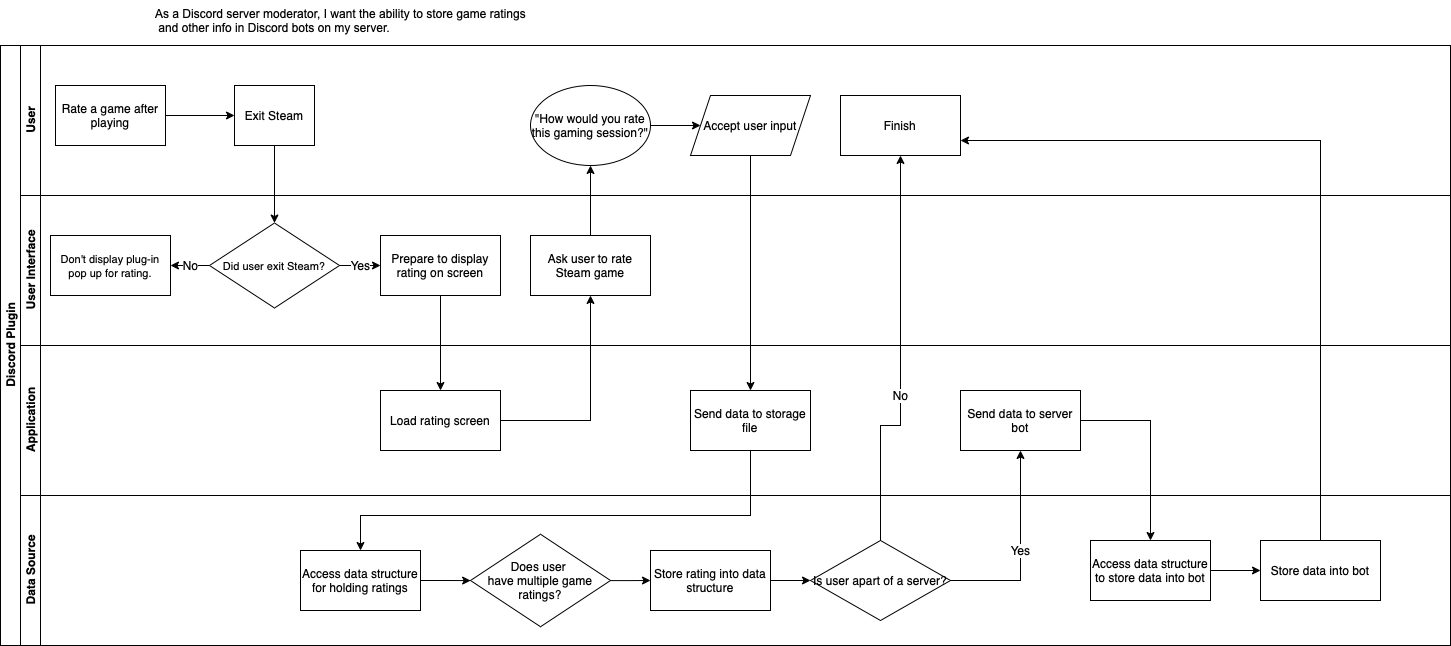 As a Discord server moderator, I want the ability to store game ratings
and other info in Discord bots on my server.
Discord Plugin
User
Rate a game after
playing
Exit Steam
"How would you rate
this gaming session?"
Accept user input
Finish
User Interface
Don't display plug-in
pop up for rating.
No
Did user exit Steam?
Yes
Prepare to display
rating on screen
Ask user to rate
Steam game
Application
Load rating screen
Send data to storage
file
No
Send data to server
bot
Data Source
Access data structure
for holding ratings
Does user
have multiple game
ratings?
Store rating into data
structure
Is user apart of a server?
Yes
Access data structure
to store data into bot
Store data into bot